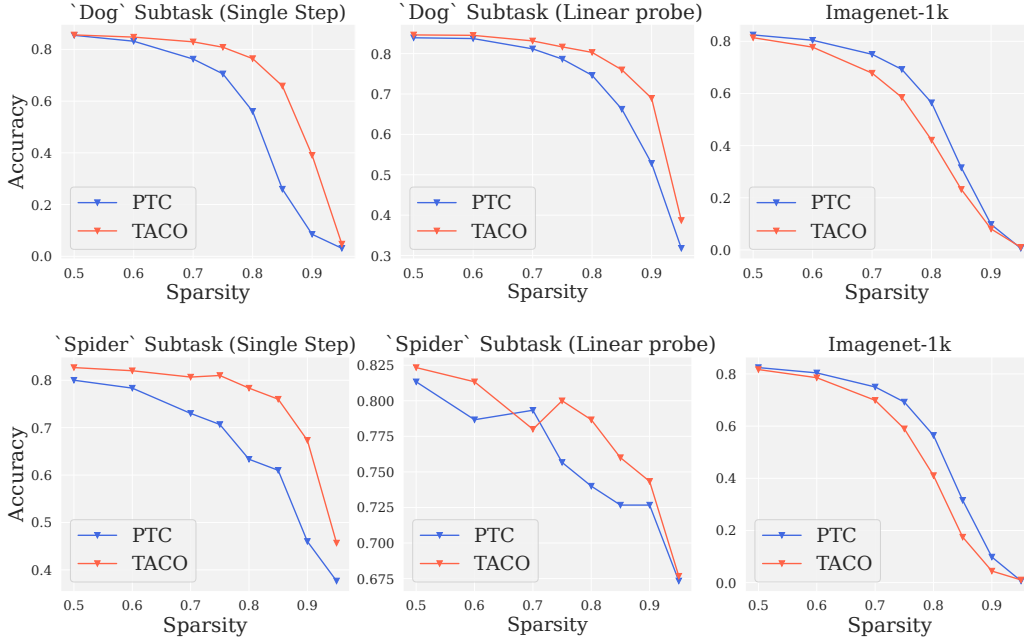 `Dog` Subtask (Single Step)
Accuracy
0.8
0.6
0.4
0.2
0.0
PTC
TACO
0.5 0.6 0.7 0.8 0.9
Sparsity
`Dog` Subtask (Linear probe)
0.8
0.7
0.6
0.5
0.4
0.3
PTC
TACO
0.5 0.6 0.7 0.8 0.9
Sparsity
Imagenet-1k
0.8
0.6
0.4
0.2
0.0
PTC
TACO
0.5 0.6 0.7 0.8 0.9
Sparsity
`Spider` Subtask (Single Step)
Accuracy
0.8
0.7
0.6
0.5
0.4
PTC
TACO
0.5 0.6 0.7 0.8 0.9
Sparsity
`Spider` Subtask (Linear probe)
0.825
0.800
0.775
0.750
0.725
0.700
0.675
PTC
TACO
0.5 0.6 0.7 0.8 0.9
Sparsity
Imagenet-1k
0.8
0.6
0.4
0.2
0.0
PTC
TACO
0.5 0.6 0.7 0.8 0.9
Sparsity